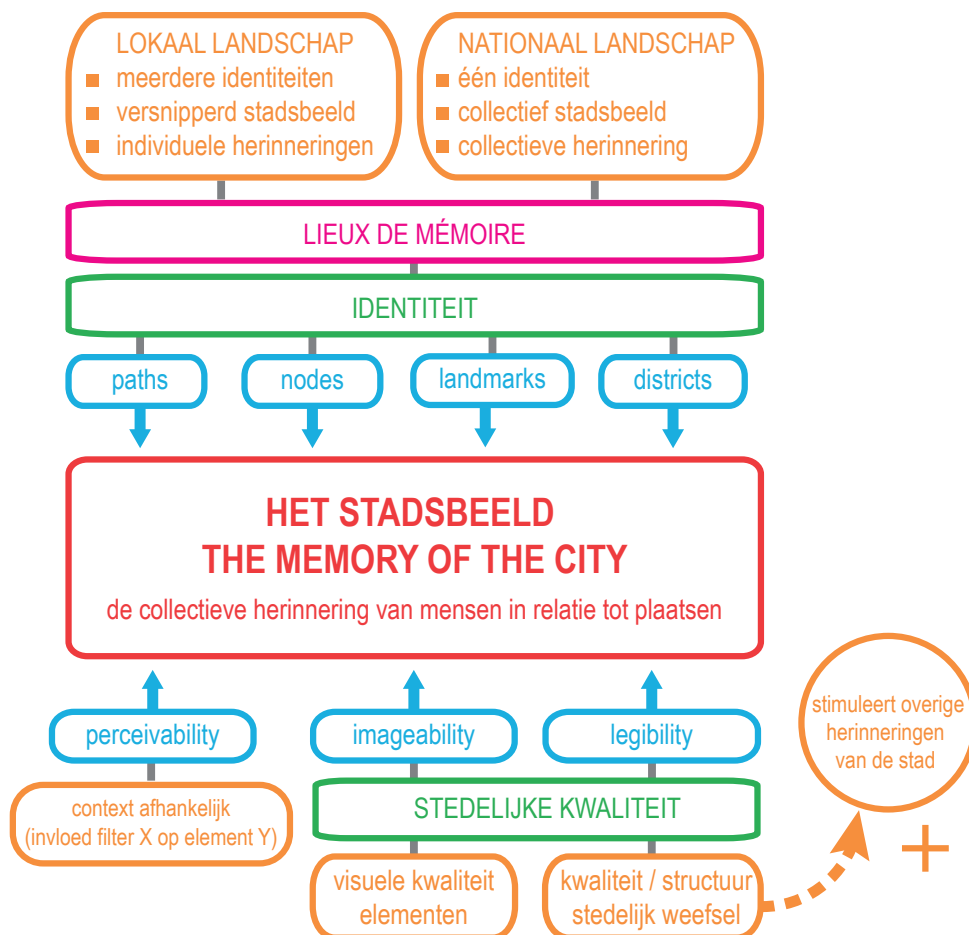 LOKAAL LANDSCHAP
meerdere identiteiten
versnipperd stadsbeeld
individuele herinneringen
NATIONAAL LANDSCHAP
één identiteit
collectief stadsbeeld
collectieve herinnering
LIEUX DE MÉMOIRE
IDENTITEIT
paths
nodes
landmarks
districts
HET STADSBEELD
THE MEMORY OF THE CITY
de collectieve herinnering van mensen in relatie tot plaatsen
perceivability
imageability
legibility
context afhankelijk
(invloed filter X op element Y)
STEDELIJKE KWALITEIT
visuele kwaliteit
elementen
kwaliteit / structuur
stedelijk weefsel
stimuleert overige
herinneringen
van de stad
+